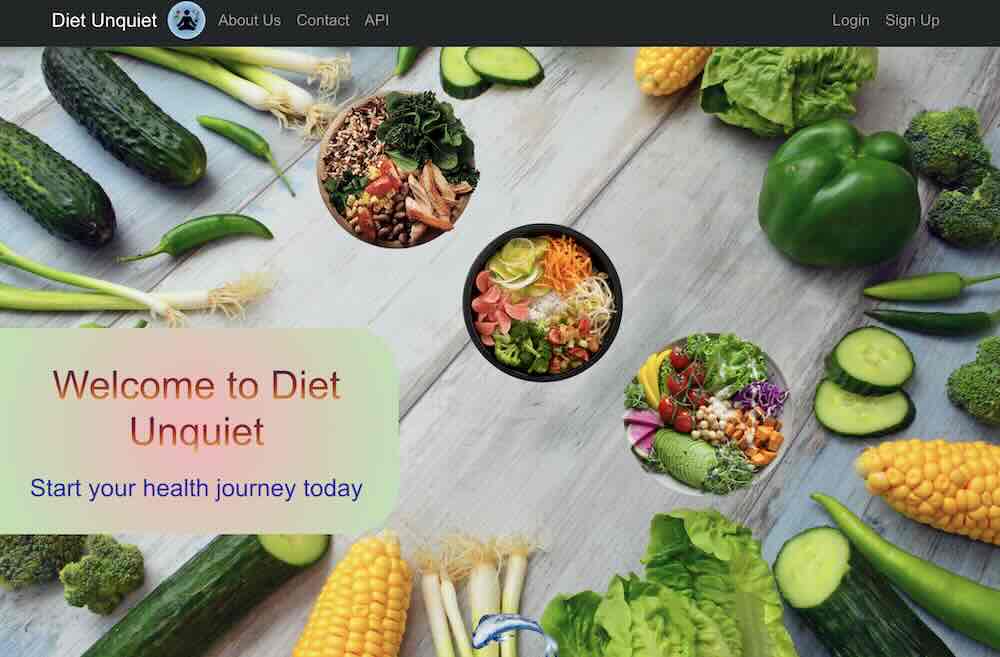 Diet Unquiet About Us Contact API Login Sign Up
Welcome to Diet
Unquiet
Start your health journey today